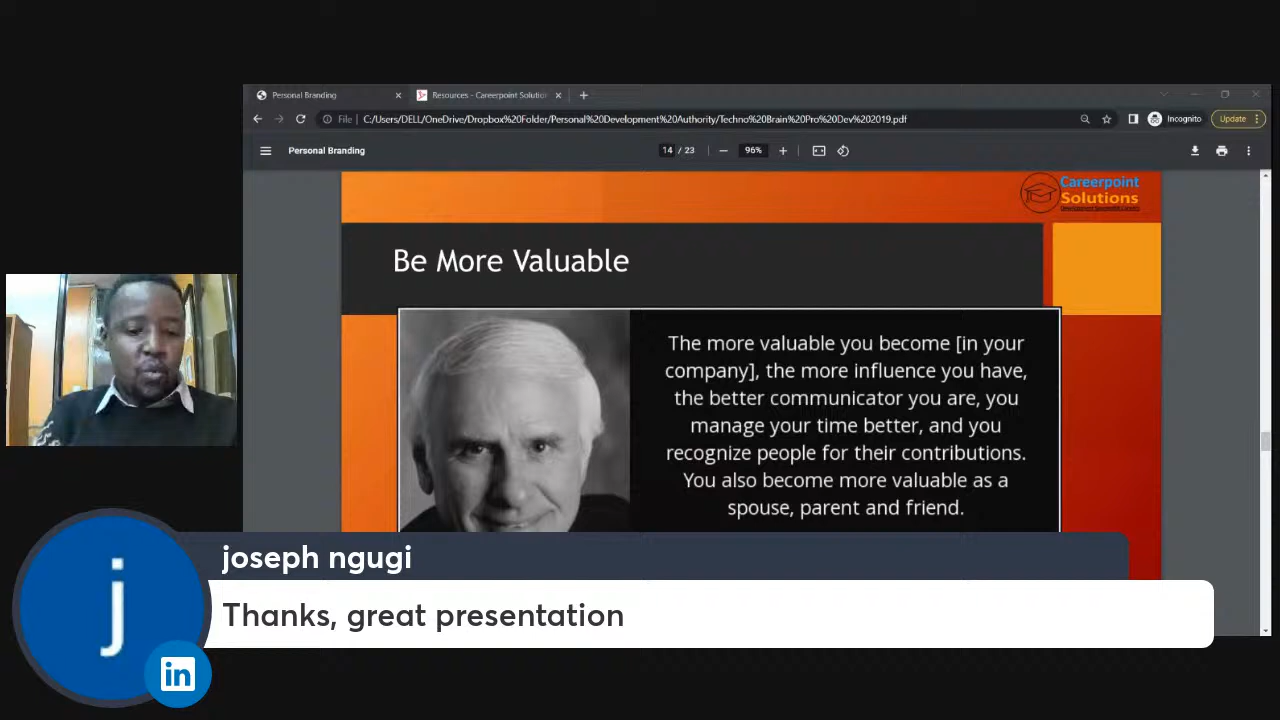 Personal Branding
Resources - Careerpoint Solutio
File | C:/Users/DELL/OneDrive/Dropbox%20Folder/Personal%20Development%20Authority/Techno%20Brain%20Pro%20Dev%202019.pdf
Incognito
Update
Personal Branding
14 / 23
96%
Careerpoint
Solutions
Be More Valuable
The more valuable you become [in your
company], the more influence you have,
the better communicator you are, you
manage your time better, and you
recognize people for their contributions.
You also become more valuable as a
spouse, parent and friend.
j
in
joseph ngugi
Thanks, great presentation